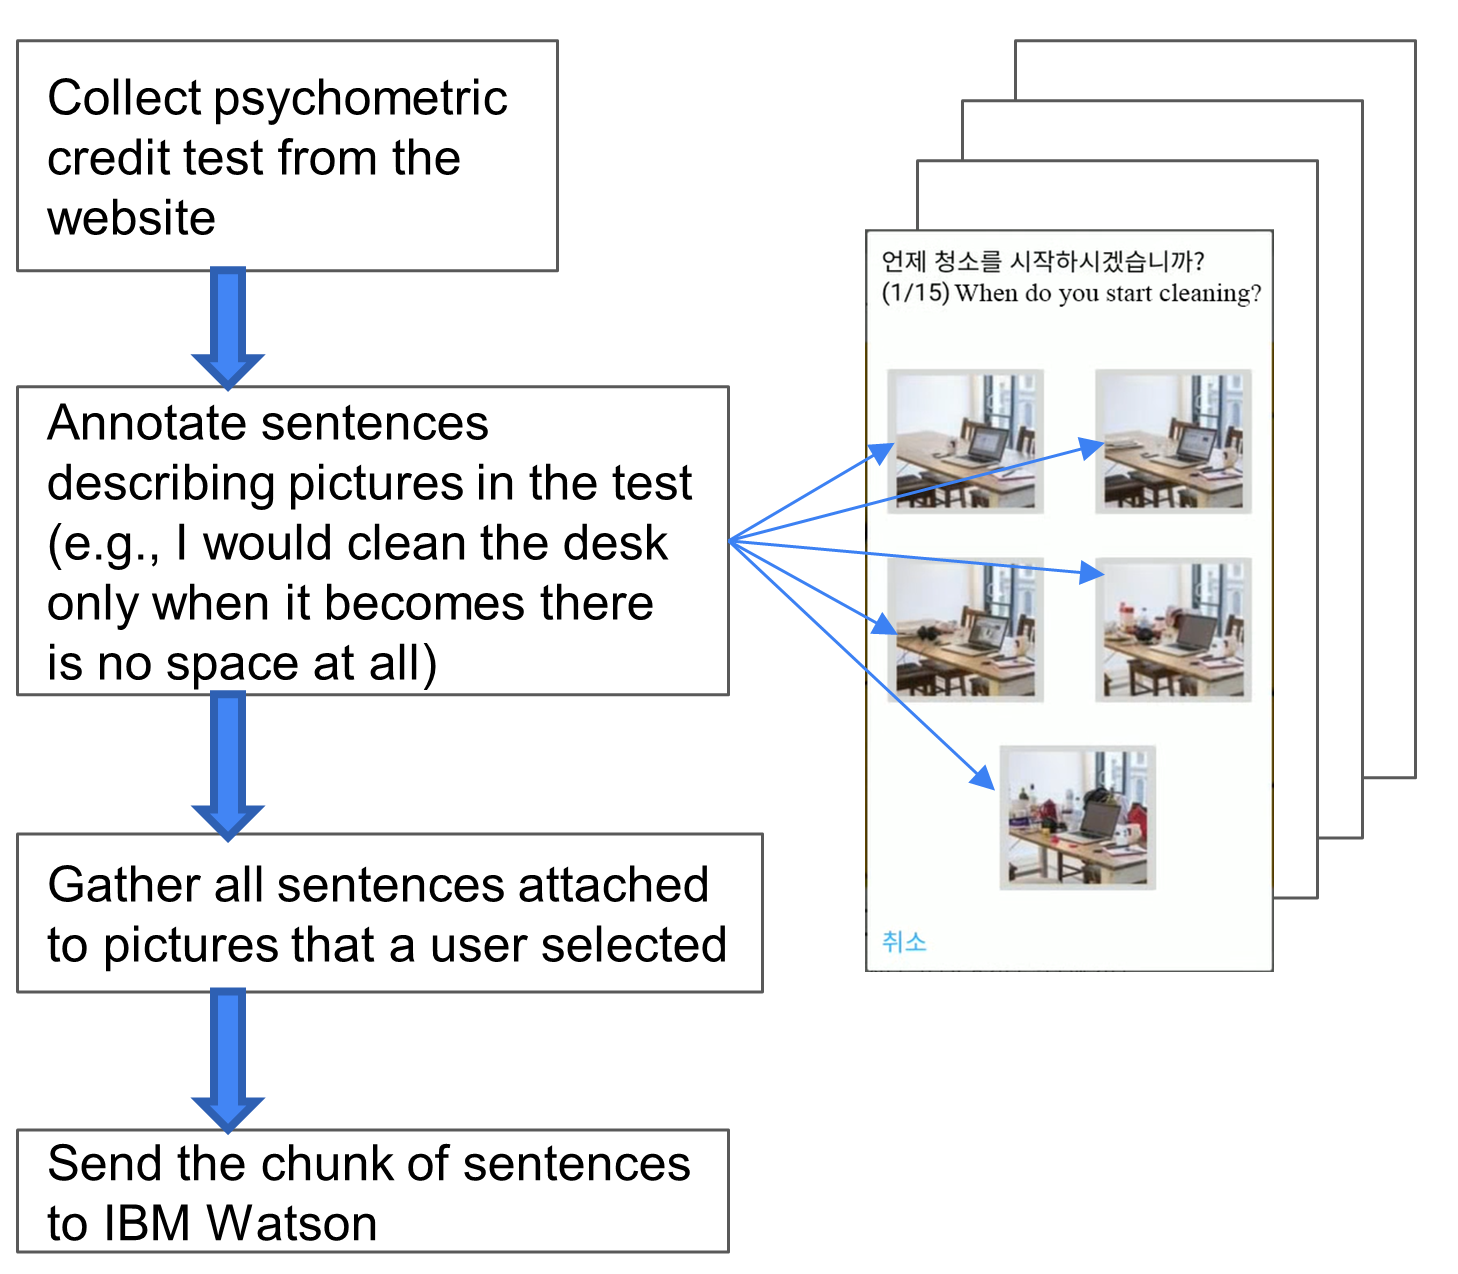 Collect psychometric
credit test from the
website
Annotate sentences
describing pictures in the test
(e.g., I would clean the desk
only when it becomes there
is no space at all)
Gather all sentences attached
to pictures that a user selected
Send the chunk of sentences
to IBM Watson
언제 청소를 시작하시겠습니까?
(1/15) When do you start cleaning?
취소